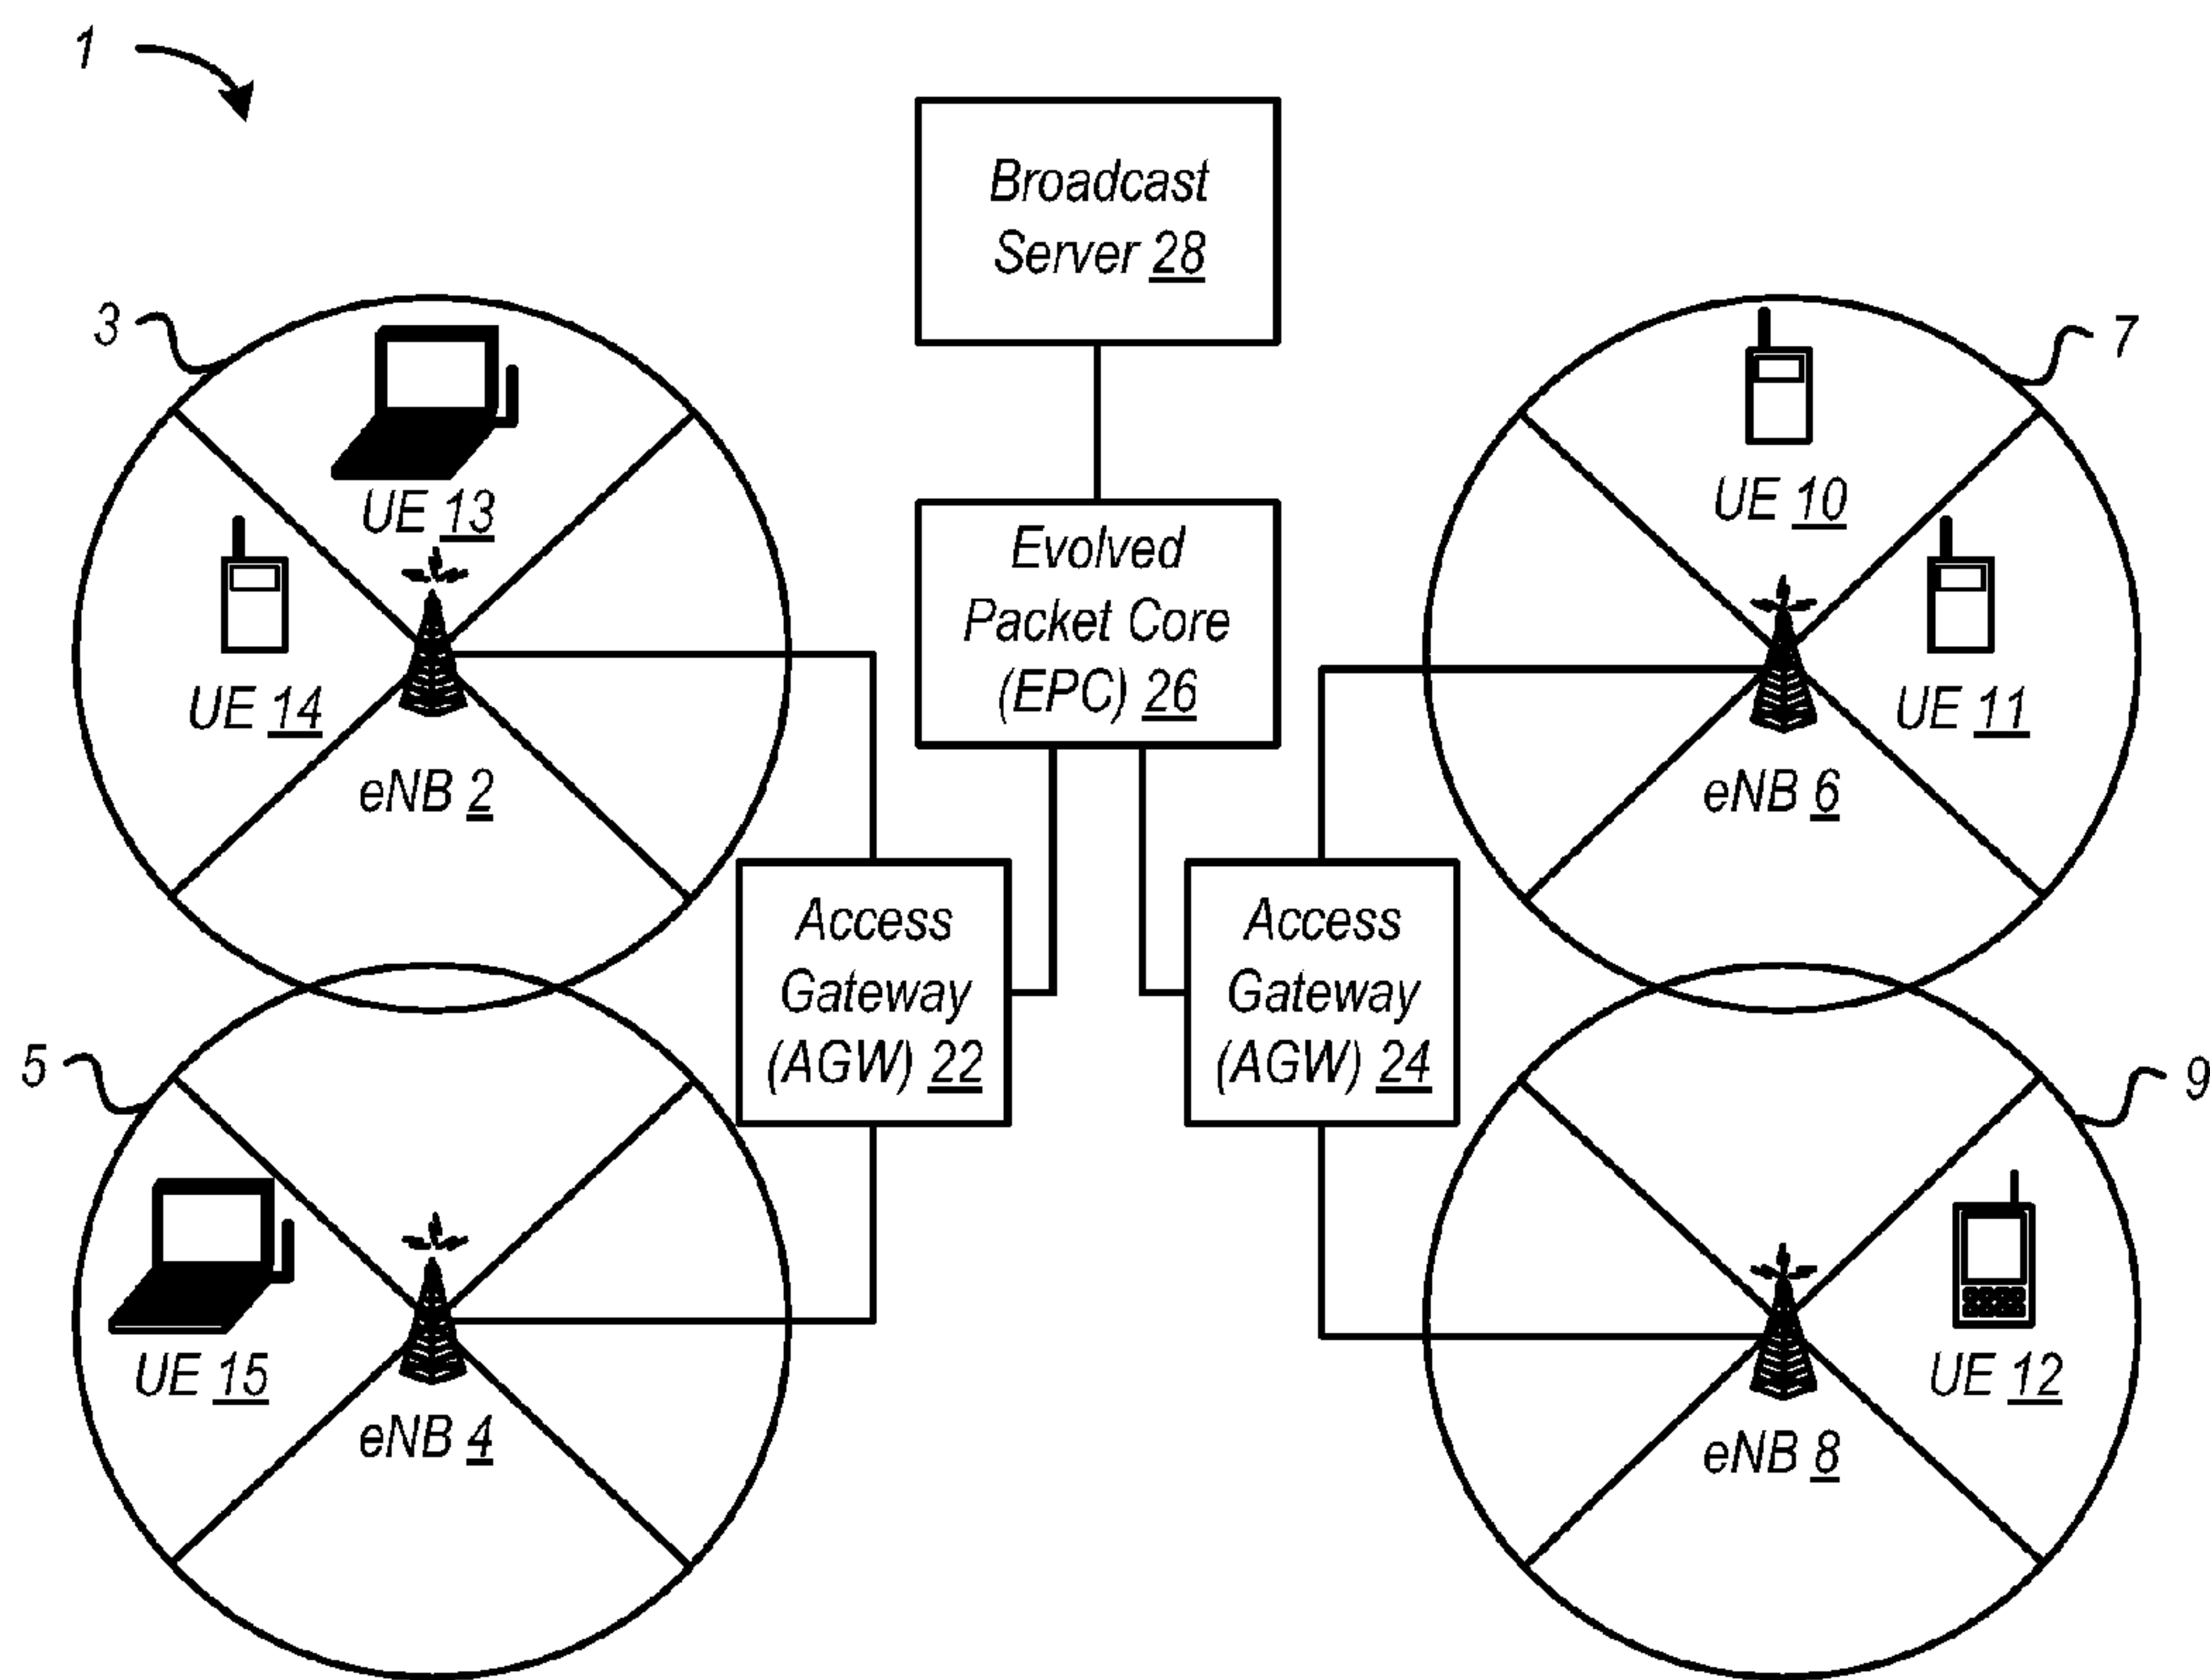 1
Broadcast
Server 28
3
7
UE 13
UE 10
Evolved
Packet Core
(EPC) 26
UE 14
UE 11
eNB 2
eNB 6
Access
Gateway
(AGW) 22
Access
Gateway
(AGW) 24
5
9
UE 15
UE 12
eNB 4
eNB 8